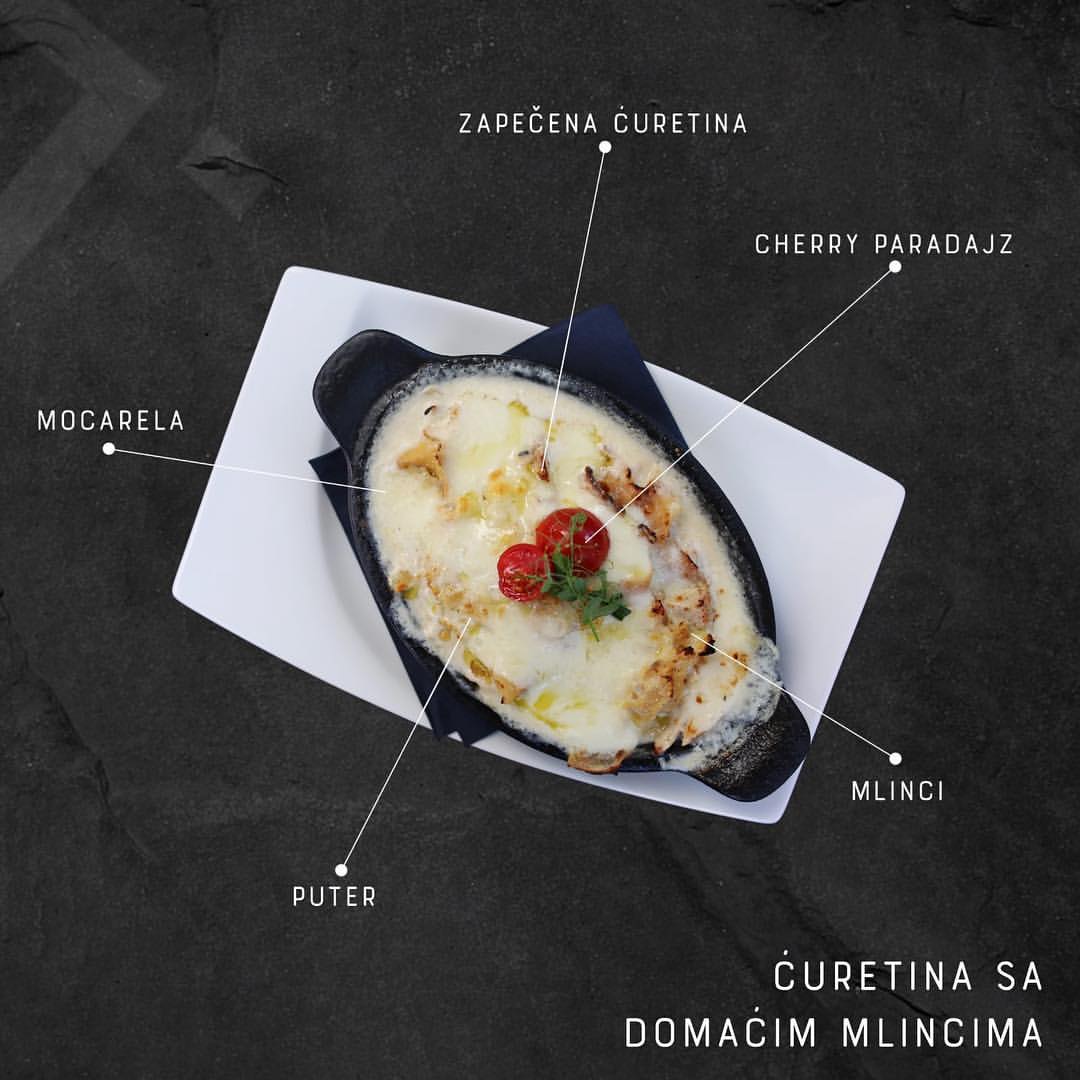 ZAPEČENA ĆURETINA
CHERRY PARADAJZ
MOCARELA
MLINCI
PUTER
ĆURETINA SA
DOMAĆIM MLINCIMA